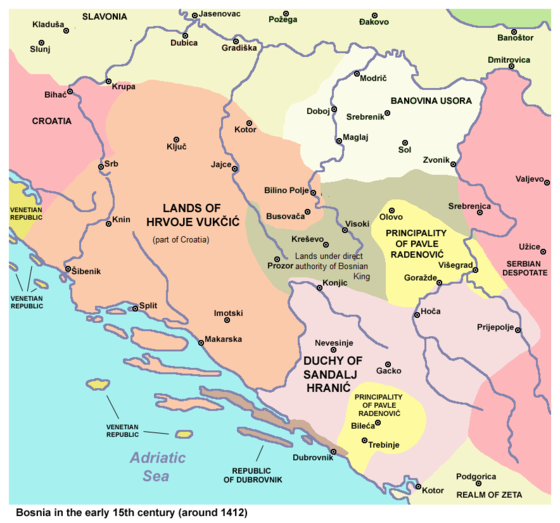 SLAVONIA
Jasenovac
Požega
Đakovo
Kladuša
Slunj
Dubica
Gradiška
Banoštor
Dmitrovica
Krupa
Bihać
Modrič
CROATIA
Doboj
Srebrenik
BANOVINA USORA
Kotor
Maglaj
Sol
Ključ
Zvonik
Srb
Jajce
Valjevo
Bilino Polje
VENETIAN
REPUBLIC
LANDS OF
HRVOJE VUKČIĆ
(part of Croatia)
Busovača
Olovo
Srebrenica
Knin
Visoki
PRINCIPALITY
OF PAVLE
RADENOVIĆ
Kreševo
Užice
Lands under direct
authority of Bosnian
King
Prozor
Višegrad
SERBIAN
DESPOTATE
Šibenik
Goražde
Konjic
VENETIAN
REPUBLIC
Split
Imotski
Hoča
Prijepolje
Makarska
Nevesinje
DUCHY OF
SANDALJ
HRANIĆ
Gacko
PRINCIPALITY
OF PAVLE
RADENOVIĆ
Bileća
VENETIAN
REPUBLIC
Trebinje
Adriatic
Sea
REPUBLIC
OF DUBROVNIK
Dubrovnik
Podgorica
Kotor
REALM OF ZETA
Bosnia in the early 15th century (around 1412)